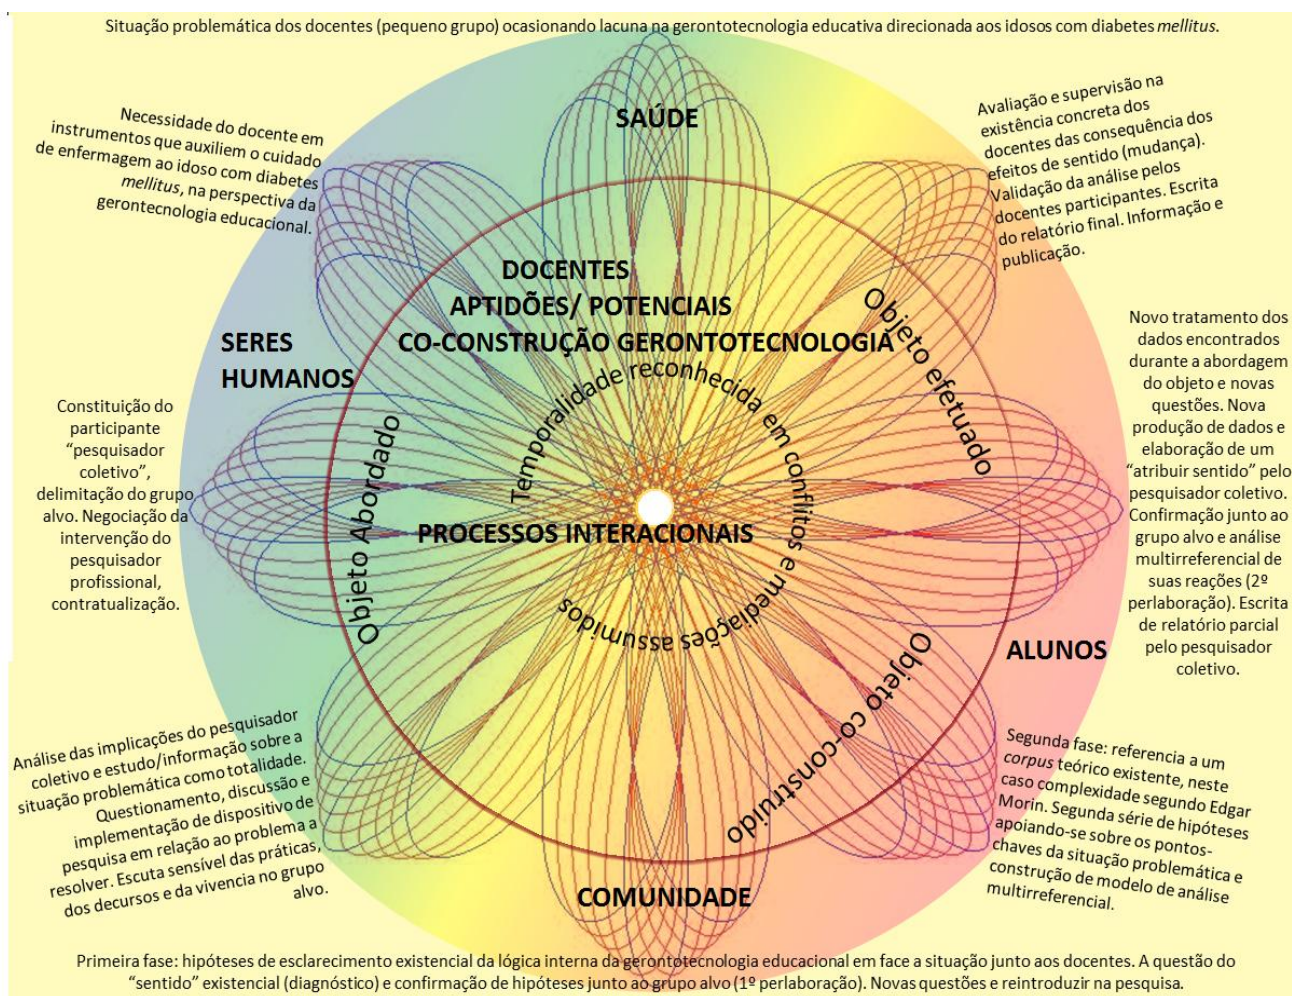 Situação problemática dos docentes (pequeno grupo) ocasionando lacuna na gerontotecnologia educativa direcionada aos idosos com diabetes mellitus.
Necessidade do docente em
instrumentos que auxiliem o cuidado
de enfermagem ao idoso com diabetes
mellitus, na perspectiva da
gerontecnologia educacional.
SAÚDE
Avaliação e supervisão na
existência concreta dos
docentes das consequência dos
efeitos de sentido (mudança).
Validação da análise pelos
docentes participantes. Escrita
do relatório final. Informação e
publicação.
DOCENTES
APTIDÕES/ POTENCIAIS
CO-CONSTRUÇÃO GERONTOTECNOLOGIA
SERES
HUMANOS
Objeto efetuado
Temporalidade reconhecida em conflitos e mediações assumidos
Objeto Abordado
PROCESSOS INTERACIONAIS
Constituição do
participante
“pesquisador
coletivo”,
delimitação do grupo
alvo. Negociação da
intervenção do
pesquisador
profissional,
contratualização.
Novo tratamento dos
dados encontrados
durante a abordagem
do objeto e novas
questões. Nova
produção de dados e
elaboração de um
“atribuir sentido” pelo
pesquisador coletivo.
Confirmação junto ao
grupo alvo e análise
multirreferencial de
suas reações (2º
perlaboração). Escrita
de relatório parcial
pelo pesquisador
coletivo.
ALUNOS
Objeto co-construido
Análise das implicações do pesquisador
coletivo e estudo/informação sobre a
situação problemática como totalidade.
Questionamento, discussão e
implementação de dispositivo de
pesquisa em relação ao problema a
resolver. Escuta sensível das práticas,
dos decursos e da vivencia no grupo
alvo.
Segunda fase: referencia a um
corpus teórico existente, neste
caso complexidade segundo Edgar
Morin. Segunda série de hipóteses
apoiando-se sobre os pontos-
chaves da situação problemática e
construção de modelo de análise
multirreferencial.
COMUNIDADE
Primeira fase: hipóteses de esclarecimento existencial da lógica interna da gerontotecnologia educacional em face a situação junto aos docentes. A questão do
“sentido” existencial (diagnóstico) e confirmação de hipóteses junto ao grupo alvo (1º perlaboração). Novas questões e reintroduzir na pesquisa.